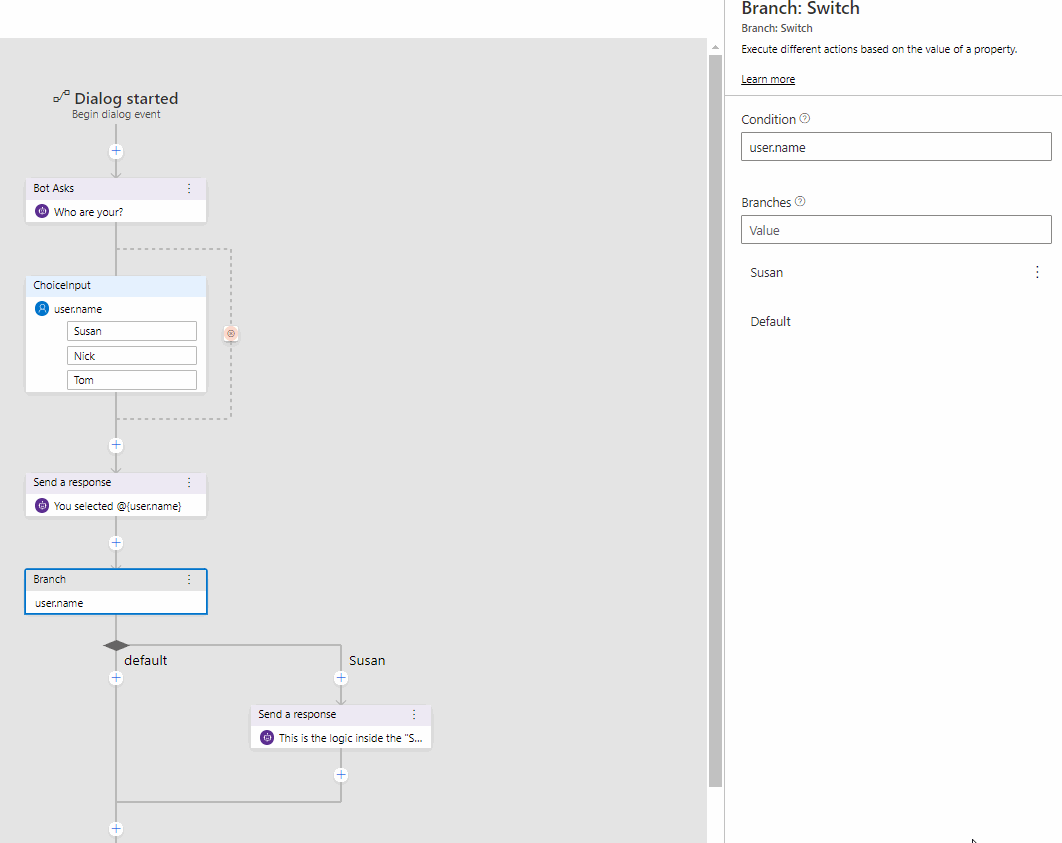 Dialog started
Begin dialog event
Bot Asks
Who are your?
ChoiceInput
user.name
Susan
Nick
Tom
Send a response
You selected @{user.name}
Branch
user.name
default
Susan
Send a response
This is the logic inside the "S...
Branch: Switch
Branch: Switch
Execute different actions based on the value of a property.
Learn more
Condition
user.name
Branches
Value
Susan
Default